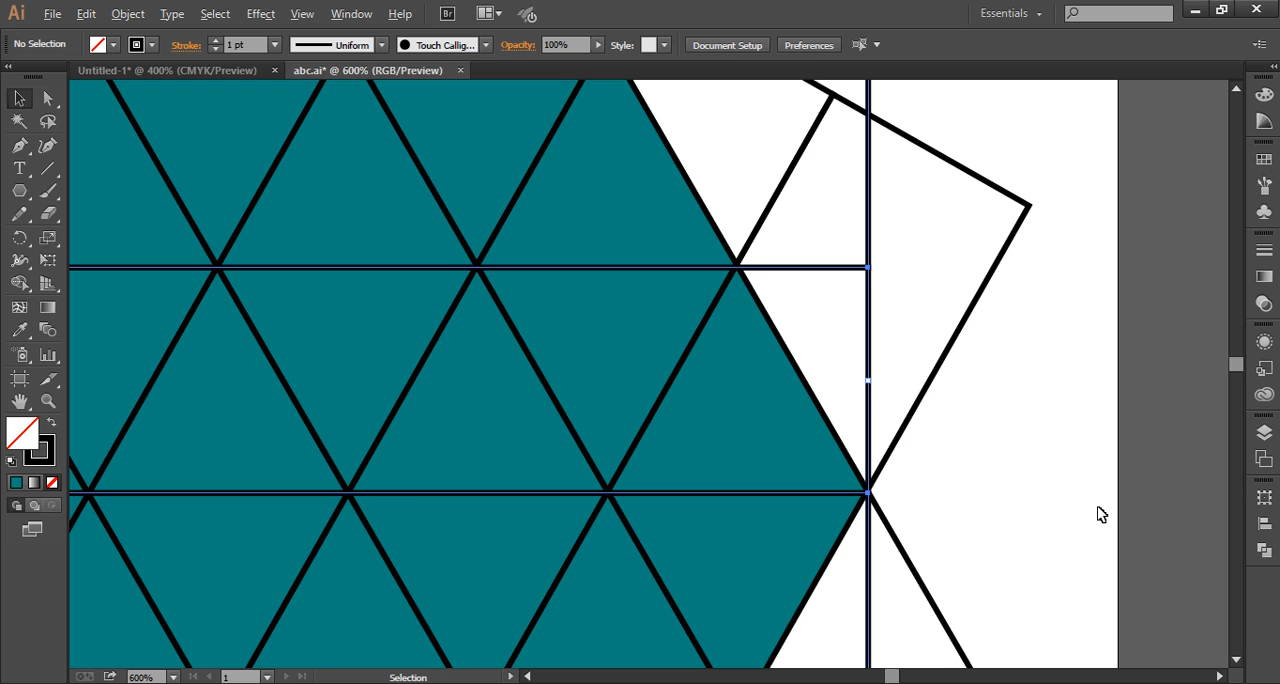 Ai File Edit Object Type Select Effect View Window Help Br Essentials
No Selection Stroke: 1 pt Uniform Touch Callig... Opacity: 100% Style: Document Setup Preferences
Untitled-1* @ 400% (CMYK/Preview) × abc.ai* @ 600% (RGB/Preview) ×
T
600% 1 Selection